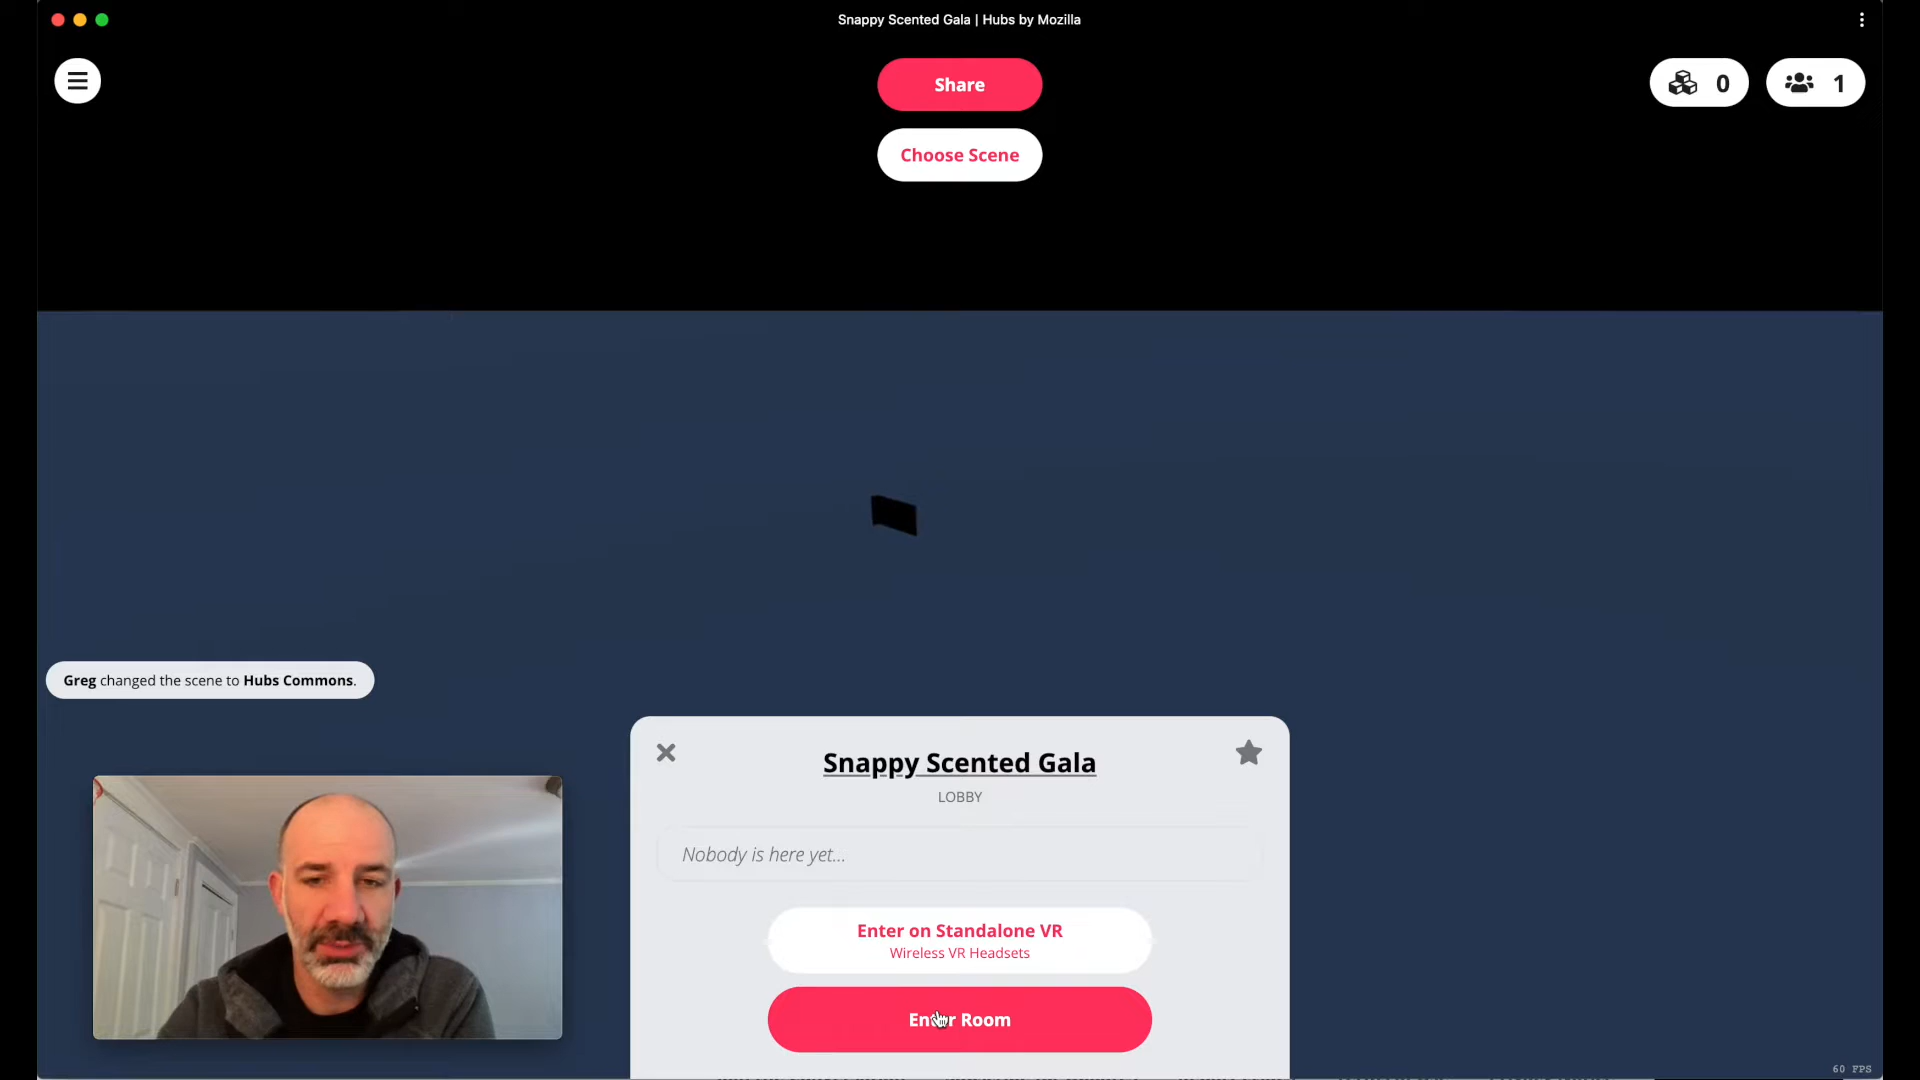 Snappy Scented Gala | Hubs by Mozilla
Share
0
1
Choose Scene
Greg changed the scene to Hubs Commons.
Snappy Scented Gala
LOBBY
Nobody is here yet...
Enter on Standalone VR
Wireless VR Headsets
Enter Room
60 FPS